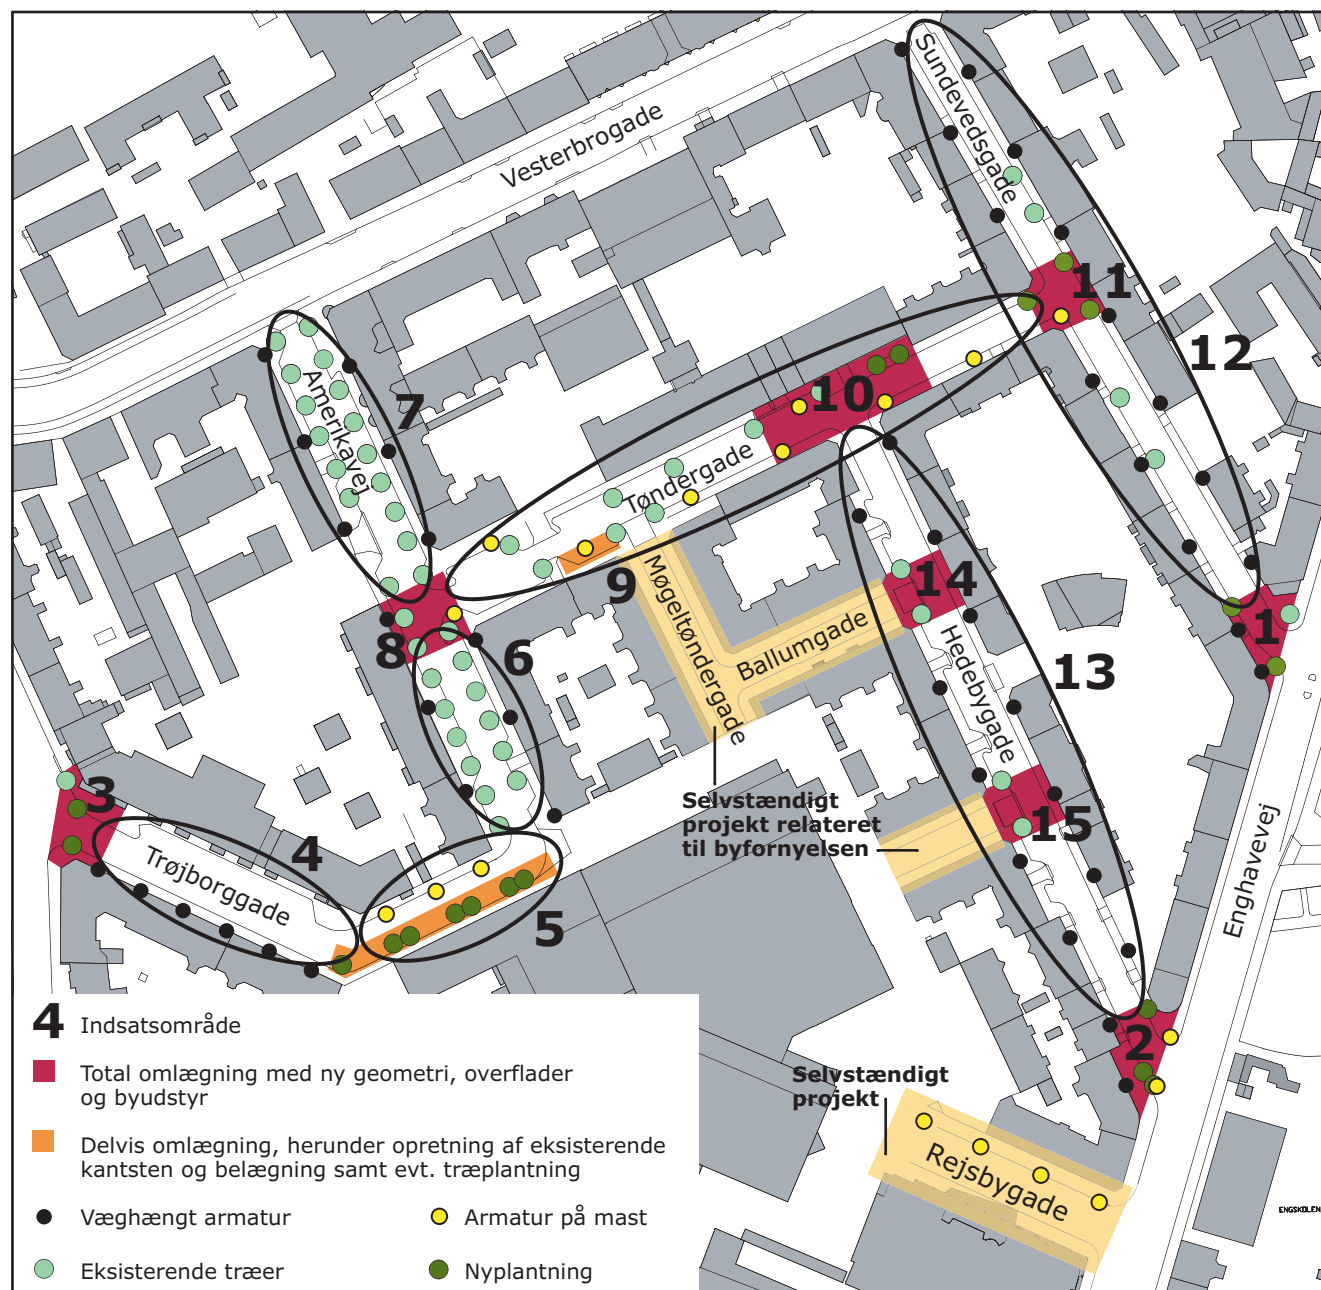 Sundevedsgade
Vesterbrogade
11
12
Amerikavej
7
10
Tøndergade
9
Møgeltøndergade
14
Ballumgade
Hedebygade
13
1
8
6
3
Selvstændigt
projekt relateret
til byfornyelsen
15
4
Trøjborggade
5
Enghavevej
2
Selvstændigt
projekt
Rejsbygade
ENGSKOLEN
4 Indsatsområde
Total omlægning med ny geometri, overflader
og byudstyr
Delvis omlægning, herunder opretning af eksisterende
kantsten og belægning samt evt. træplantning
Væghængt armatur
Armatur på mast
Eksisterende træer
Nyplantning